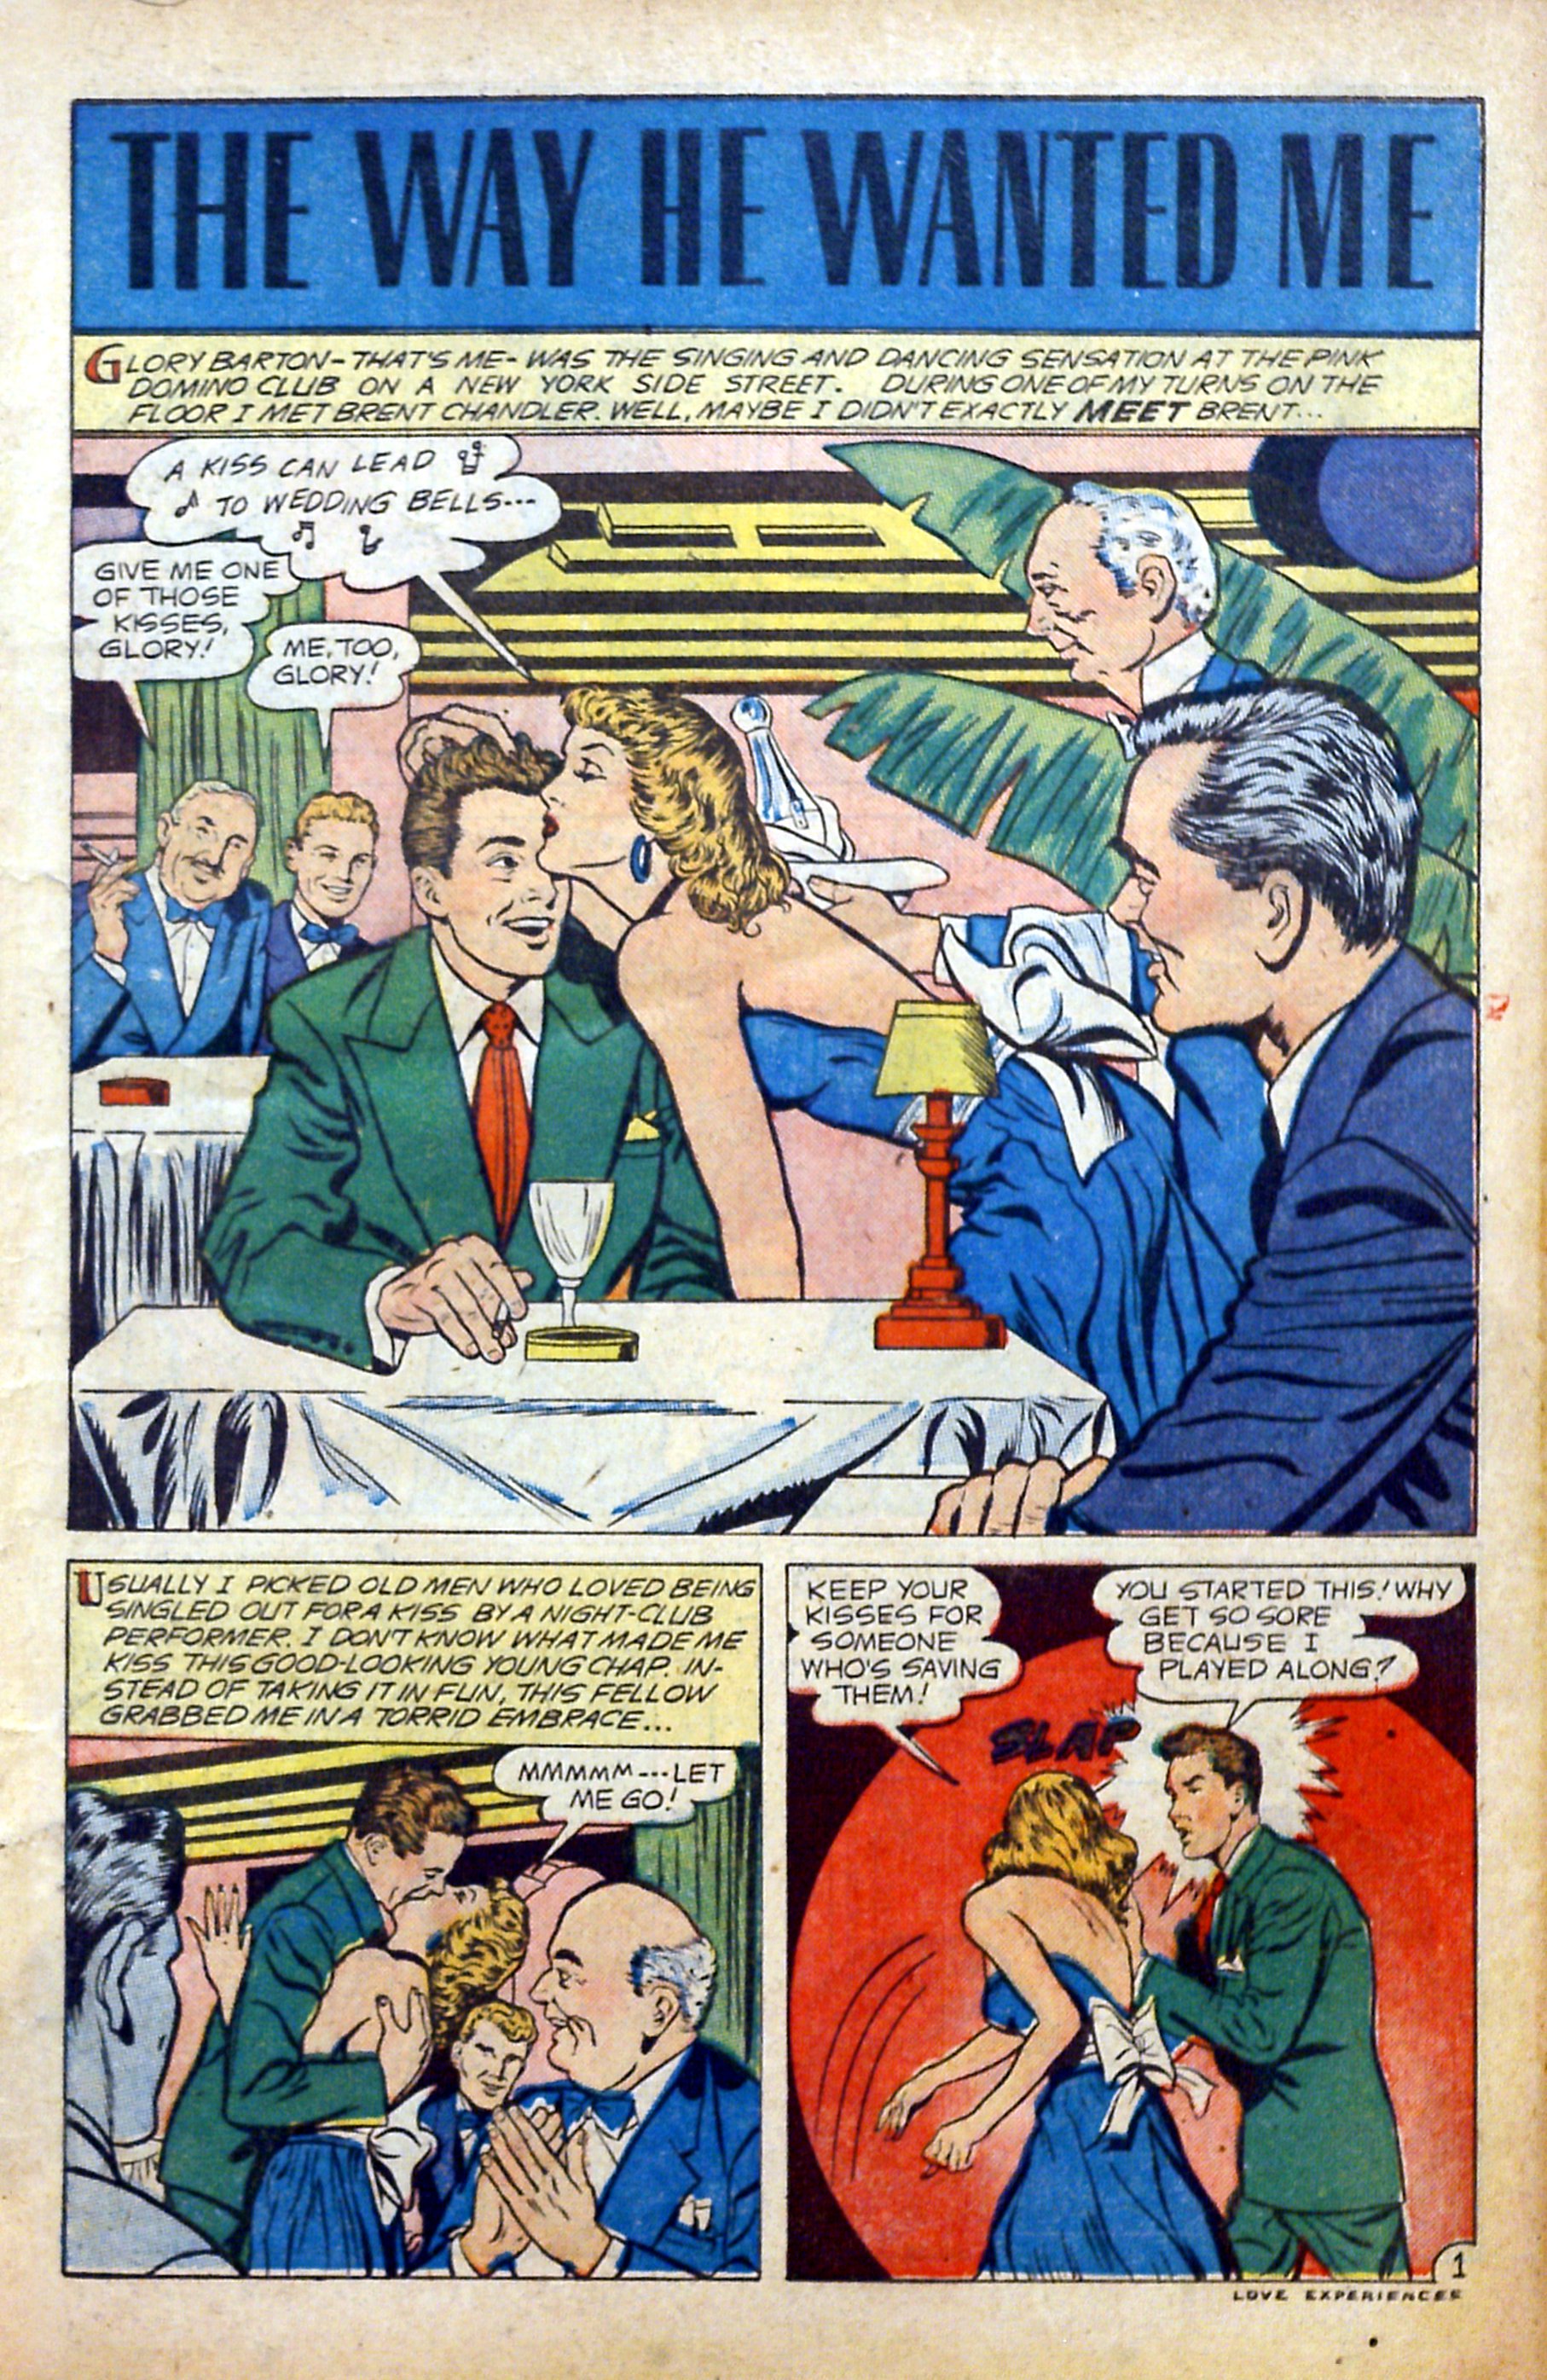 THE WAY HE WANTED ME
GLORY BARTON-THAT'S ME- WAS THE SINGING AND DANCING SENSATION AT THE PINK
DOMINO CLUB ON A NEW YORK SIDE STREET. DURING ONE OF MY TURNS ON THE
FLOOR I MET BRENT CHANDLER. WELL, MAYBE I DIDN'T EXACTLY MEET BRENT...
A KISS CAN LEAD
TO WEDDING BELLS...
GIVE ME ONE
OF THOSE
KISSES,
GLORY!
ME, TOO,
GLORY!
USUALLY I PICKED OLD MEN WHO LOVED BEING
SINGLED OUT FOR A KISS BY A NIGHT-CLUB
PERFORMER. I DON'T KNOW WHAT MADE ME
KISS THIS GOOD-LOOKING YOUNG CHAP. IN-
STEAD OF TAKING IT IN FUN, THIS FELLOW
GRABBED ME IN A TORRID EMBRACE...
MMMMM---LET
ME GO!
KEEP YOUR
KISSES FOR
SOMEONE
WHO'S SAVING
THEM!
YOU STARTED THIS! WHY
GET SO SORE
BECAUSE I
PLAYED ALONG?
SLAP
1
LOVE EXPERIENCES